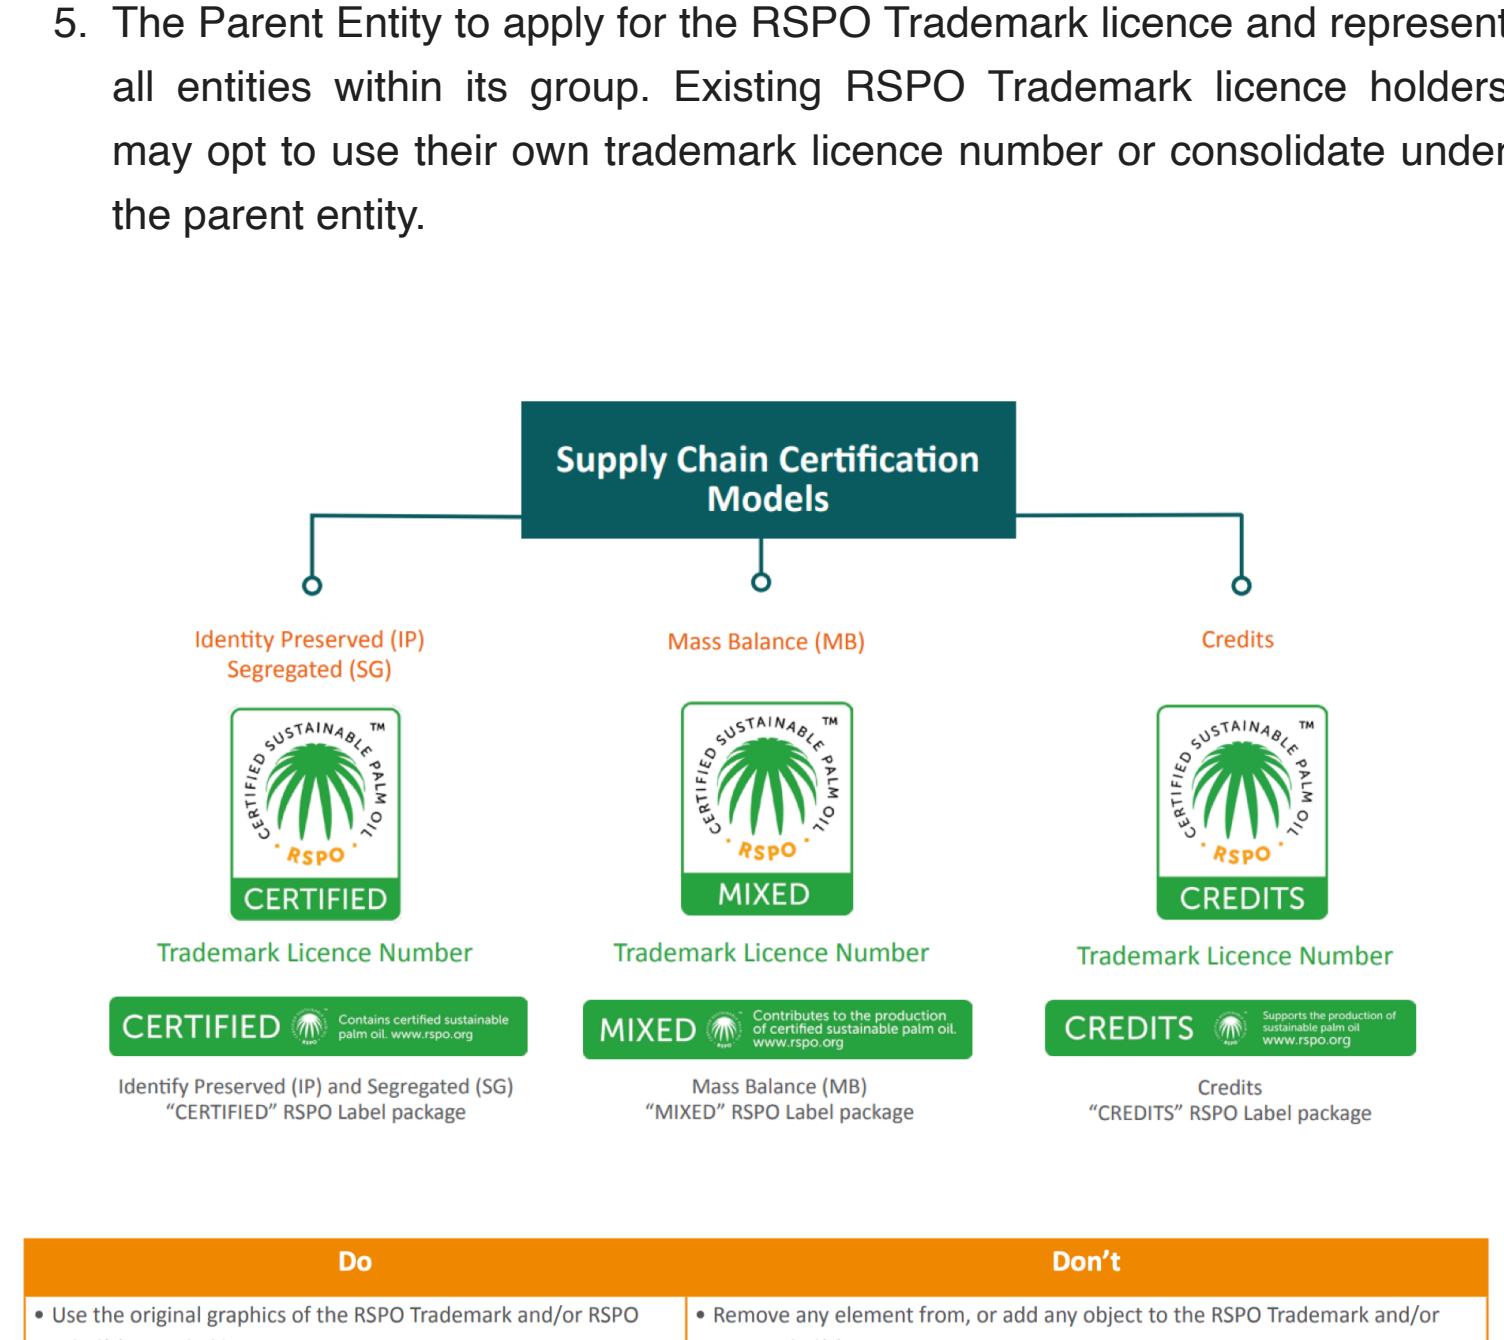 5. The Parent Entity to apply for the RSPO Trademark licence and represent
all entities within its group. Existing RSPO Trademark licence holders
may opt to use their own trademark licence number or consolidate under
the parent entity.
Supply Chain Certification
Models
Identity Preserved (IP)
Segregated (SG)
Mass Balance (MB)
Credits
CERTIFIED SUSTAINABLE PALM OIL ™
· RSPO ·
CERTIFIED
CERTIFIED SUSTAINABLE PALM OIL ™
· RSPO ·
MIXED
CERTIFIED SUSTAINABLE PALM OIL ™
· RSPO ·
CREDITS
Trademark Licence Number
Trademark Licence Number
Trademark Licence Number
CERTIFIED
RSPO
Contains certified sustainable
palm oil. www.rspo.org
MIXED
RSPO
Contributes to the production
of certified sustainable palm oil.
www.rspo.org
CREDITS
RSPO
Supports the production of
sustainable palm oil
www.rspo.org
Identify Preserved (IP) and Segregated (SG)
“CERTIFIED” RSPO Label package
Mass Balance (MB)
“MIXED” RSPO Label package
Credits
“CREDITS” RSPO Label package
Do
Don’t
• Use the original graphics of the RSPO Trademark and/or RSPO
• Remove any element from, or add any object to the RSPO Trademark and/or